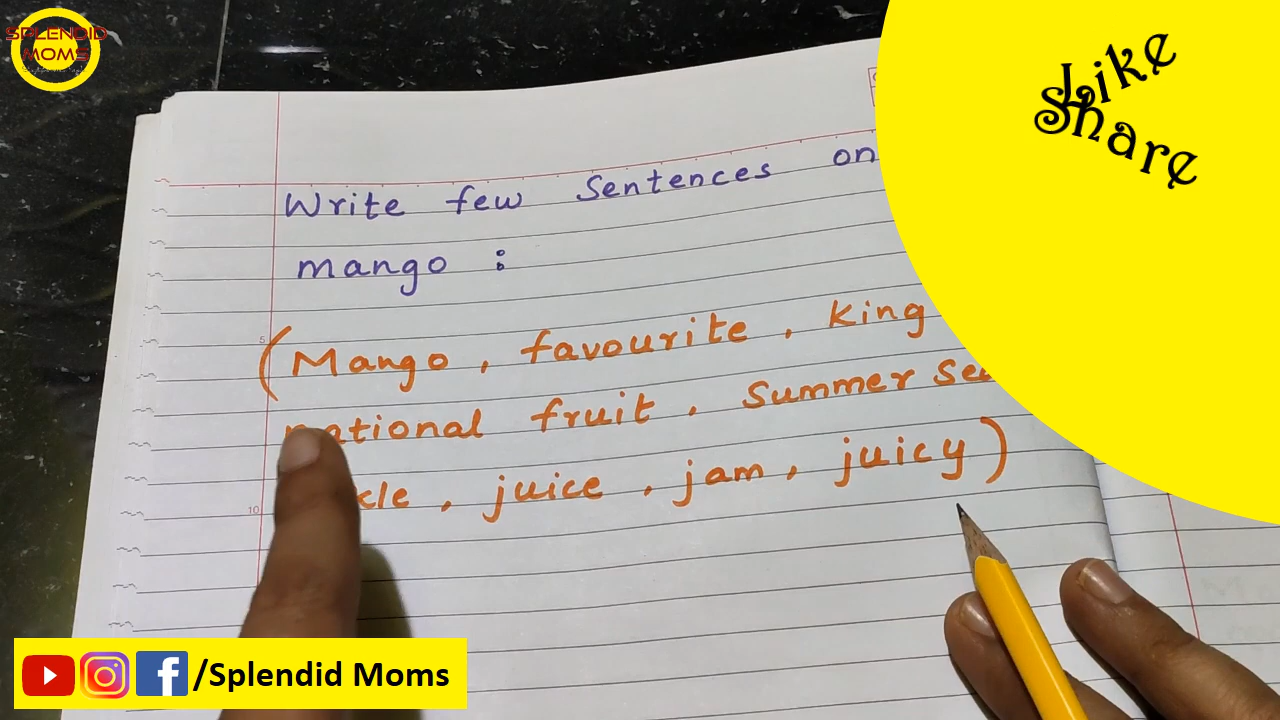 SPLENDID
MOMS
Like
Share
Write few Sentences on
mango :
(Mango, favourite, King
national fruit, Summer
juice, jam, juicy)
/Splendid Moms